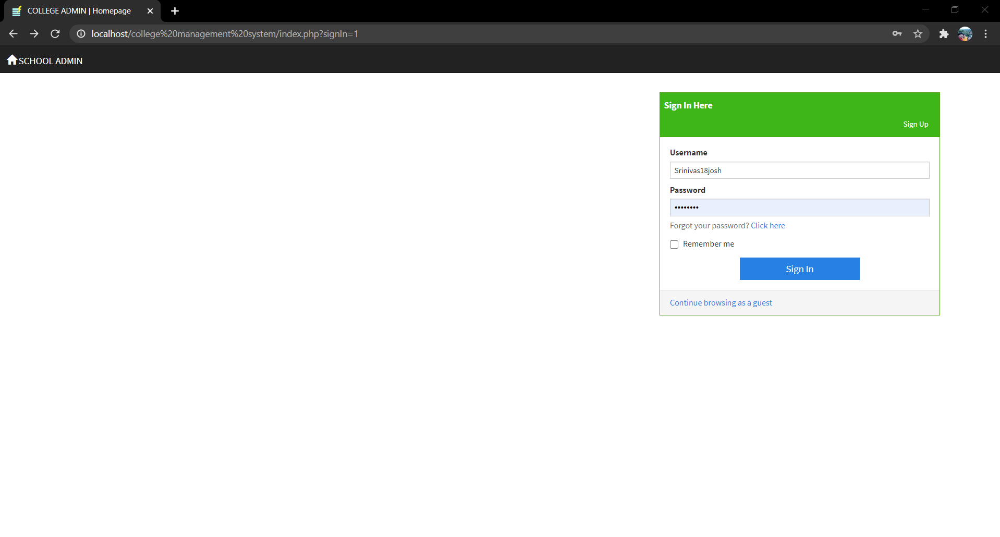 COLLEGE ADMIN | Homepage
localhost/college%20management%20system/index.php?signIn=1
SCHOOL ADMIN
Sign In Here
Sign Up
Username
Srinivas18josh
Password
••••••••
Forgot your password? Click here
Remember me
Sign In
Continue browsing as a guest